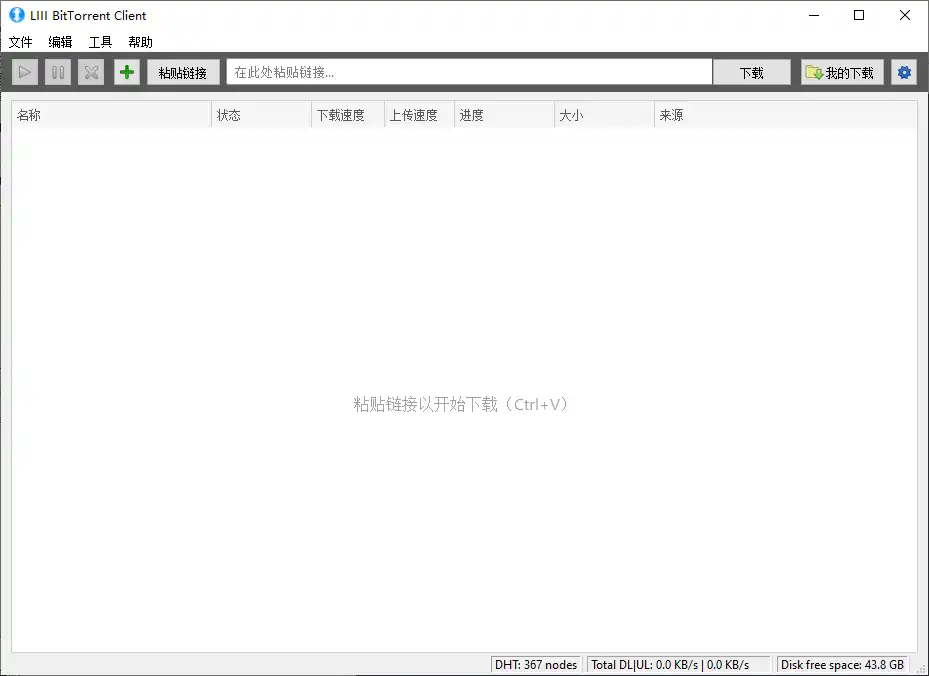 LIII BitTorrent Client
文件 编辑 工具 帮助
粘贴链接 在此处粘贴链接... 下载 我的下载
名称 状态 下载速度 上传速度 进度 大小 来源
粘贴链接以开始下载（Ctrl+V）
DHT: 367 nodes Total DL|UL: 0.0 KB/s | 0.0 KB/s Disk free space: 43.8 GB